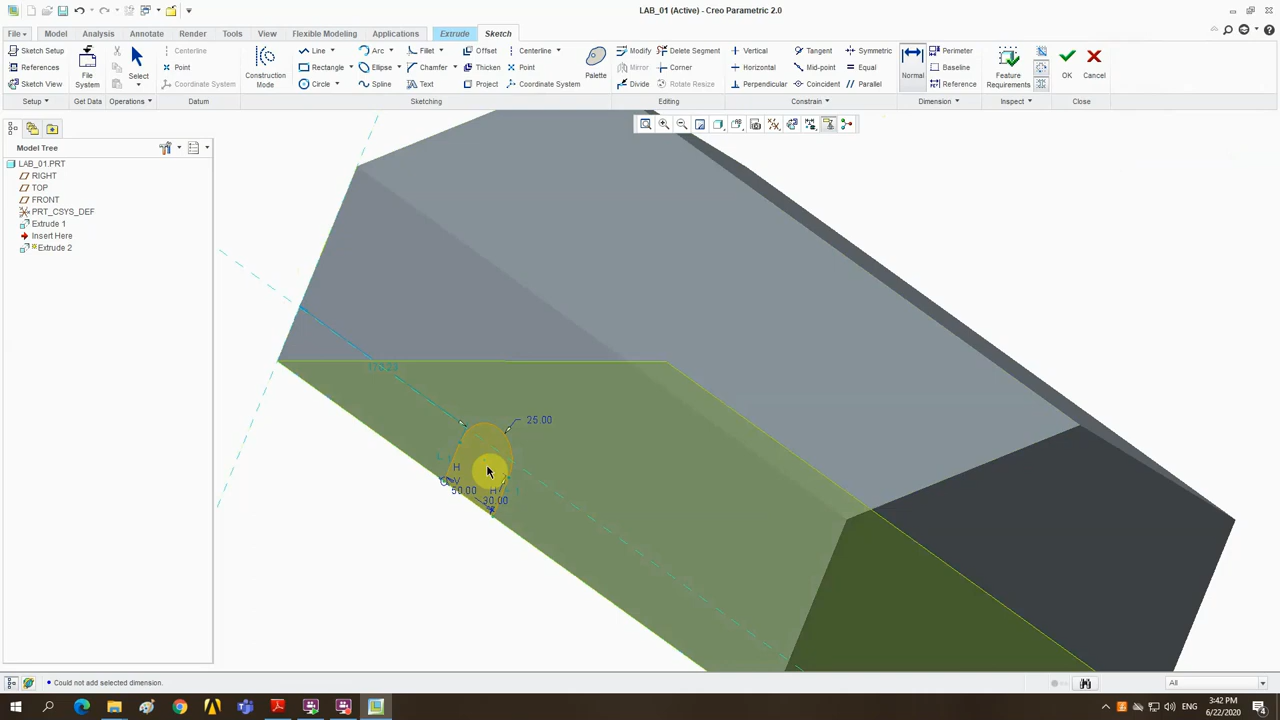 LAB_01 (Active) - Creo Parametric 2.0
File Model Analysis Annotate Render Tools View Flexible Modeling Applications Extrude Sketch
Sketch Setup
References
Sketch View
Setup
File System
Get Data
Select
Operations
Centerline
Point
Coordinate System
Datum
Construction Mode
Line Arc Fillet Offset Centerline
Rectangle Ellipse Chamfer Thicken Point
Circle Spline Text Project Coordinate System
Palette
Sketching
Modify Delete Segment
Mirror Corner
Divide Rotate Resize
Editing
Vertical Tangent Symmetric
Horizontal Mid-point Equal
Perpendicular Coincident Parallel
Constrain
Normal
Perimeter
Baseline
Reference
Dimension
Feature Requirements
Inspect
OK
Cancel
Close
Model Tree
LAB_01.PRT
RIGHT
TOP
FRONT
PRT_CSYS_DEF
Extrude 1
Insert Here
Extrude 2
25.00
H
V
50.00
H
30.00
Could not add selected dimension.
All
ENG
3:42 PM
6/22/2020